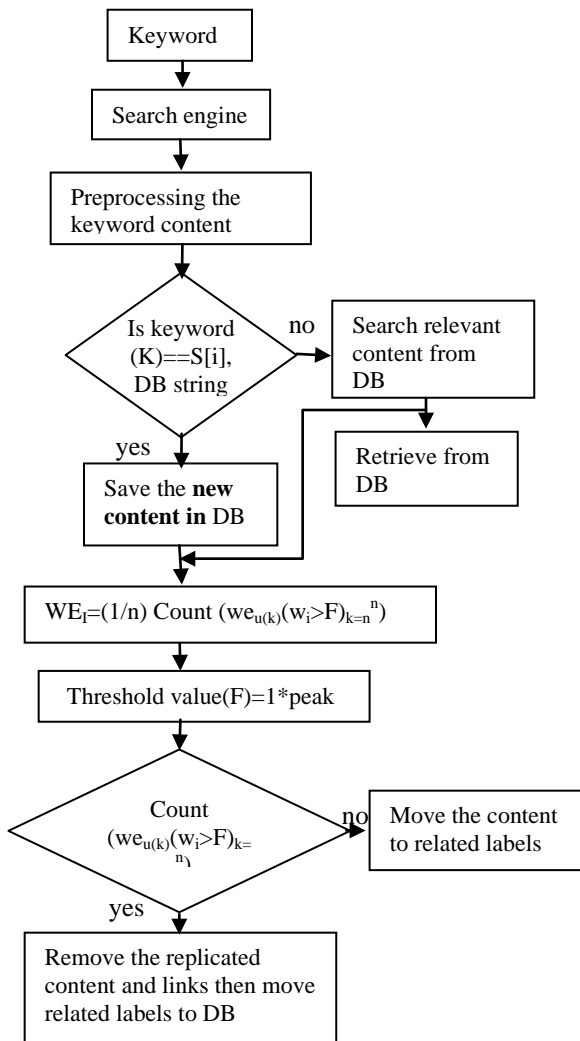 Keyword
Search engine
Preprocessing the
keyword content
Is keyword
(K)==S[i],
DB string
no
Search relevant
content from
DB
yes
Retrieve from
DB
Save the new
content in DB
WE_I=(1/n) Count (we_u(k)(w_i>F)_k=n^n)
Threshold value(F)=1*peak
Count
(we_u(k)(w_i>F)_k=
n)
no
Move the content
to related labels
yes
Remove the replicated
content and links then move
related labels to DB